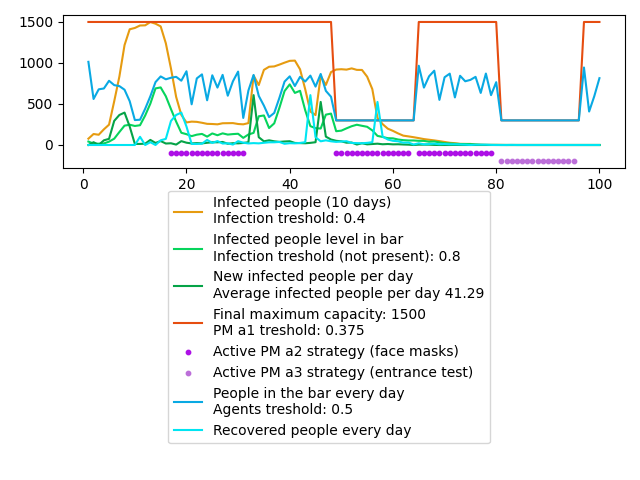 1500
1000
500
0
0 20 40 60 80 100
Infected people (10 days)
Infection treshold: 0.4
Infected people level in bar
Infection treshold (not present): 0.8
New infected people per day
Average infected people per day 41.29
Final maximum capacity: 1500
PM a1 treshold: 0.375
Active PM a2 strategy (face masks)
Active PM a3 strategy (entrance test)
People in the bar every day
Agents treshold: 0.5
Recovered people every day